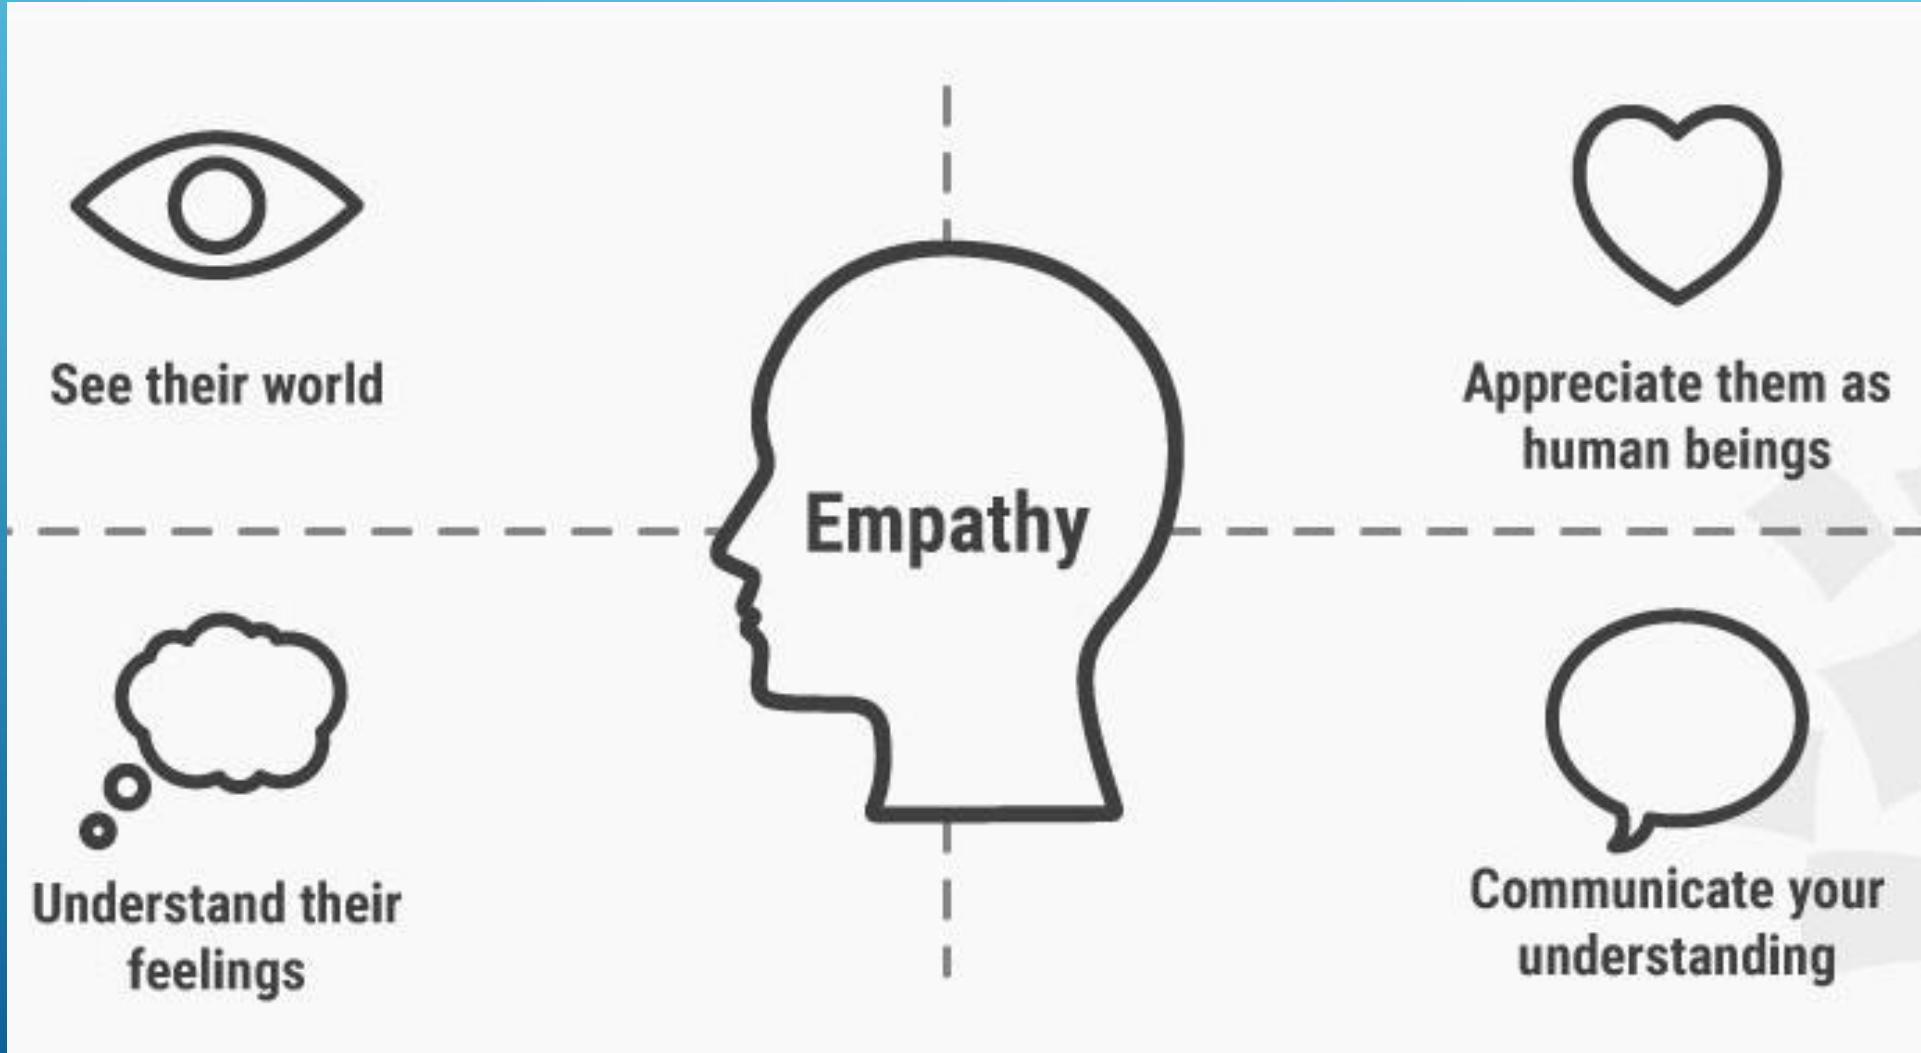 See their world
Appreciate them as
human beings
Empathy
Understand their
feelings
Communicate your
understanding